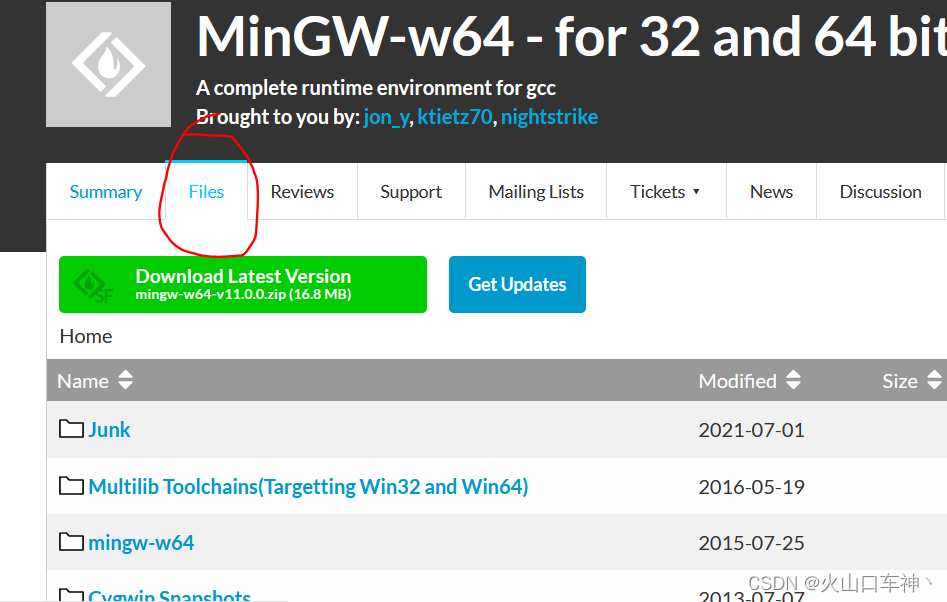 MinGW-w64 - for 32 and 64 bit
A complete runtime environment for gcc
Brought to you by: jon_y, ktietz70, nightstrike
Summary Files Reviews Support Mailing Lists Tickets ▼ News Discussion
SF
Download Latest Version
mingw-w64-v11.0.0.zip (16.8 MB)
Get Updates
Home
Name Modified Size
Junk 2021-07-01
Multilib Toolchains(Targetting Win32 and Win64) 2016-05-19
mingw-w64 2015-07-25
Cygwin Snapshots 2013-07-07
CSDN @火山口车神丶